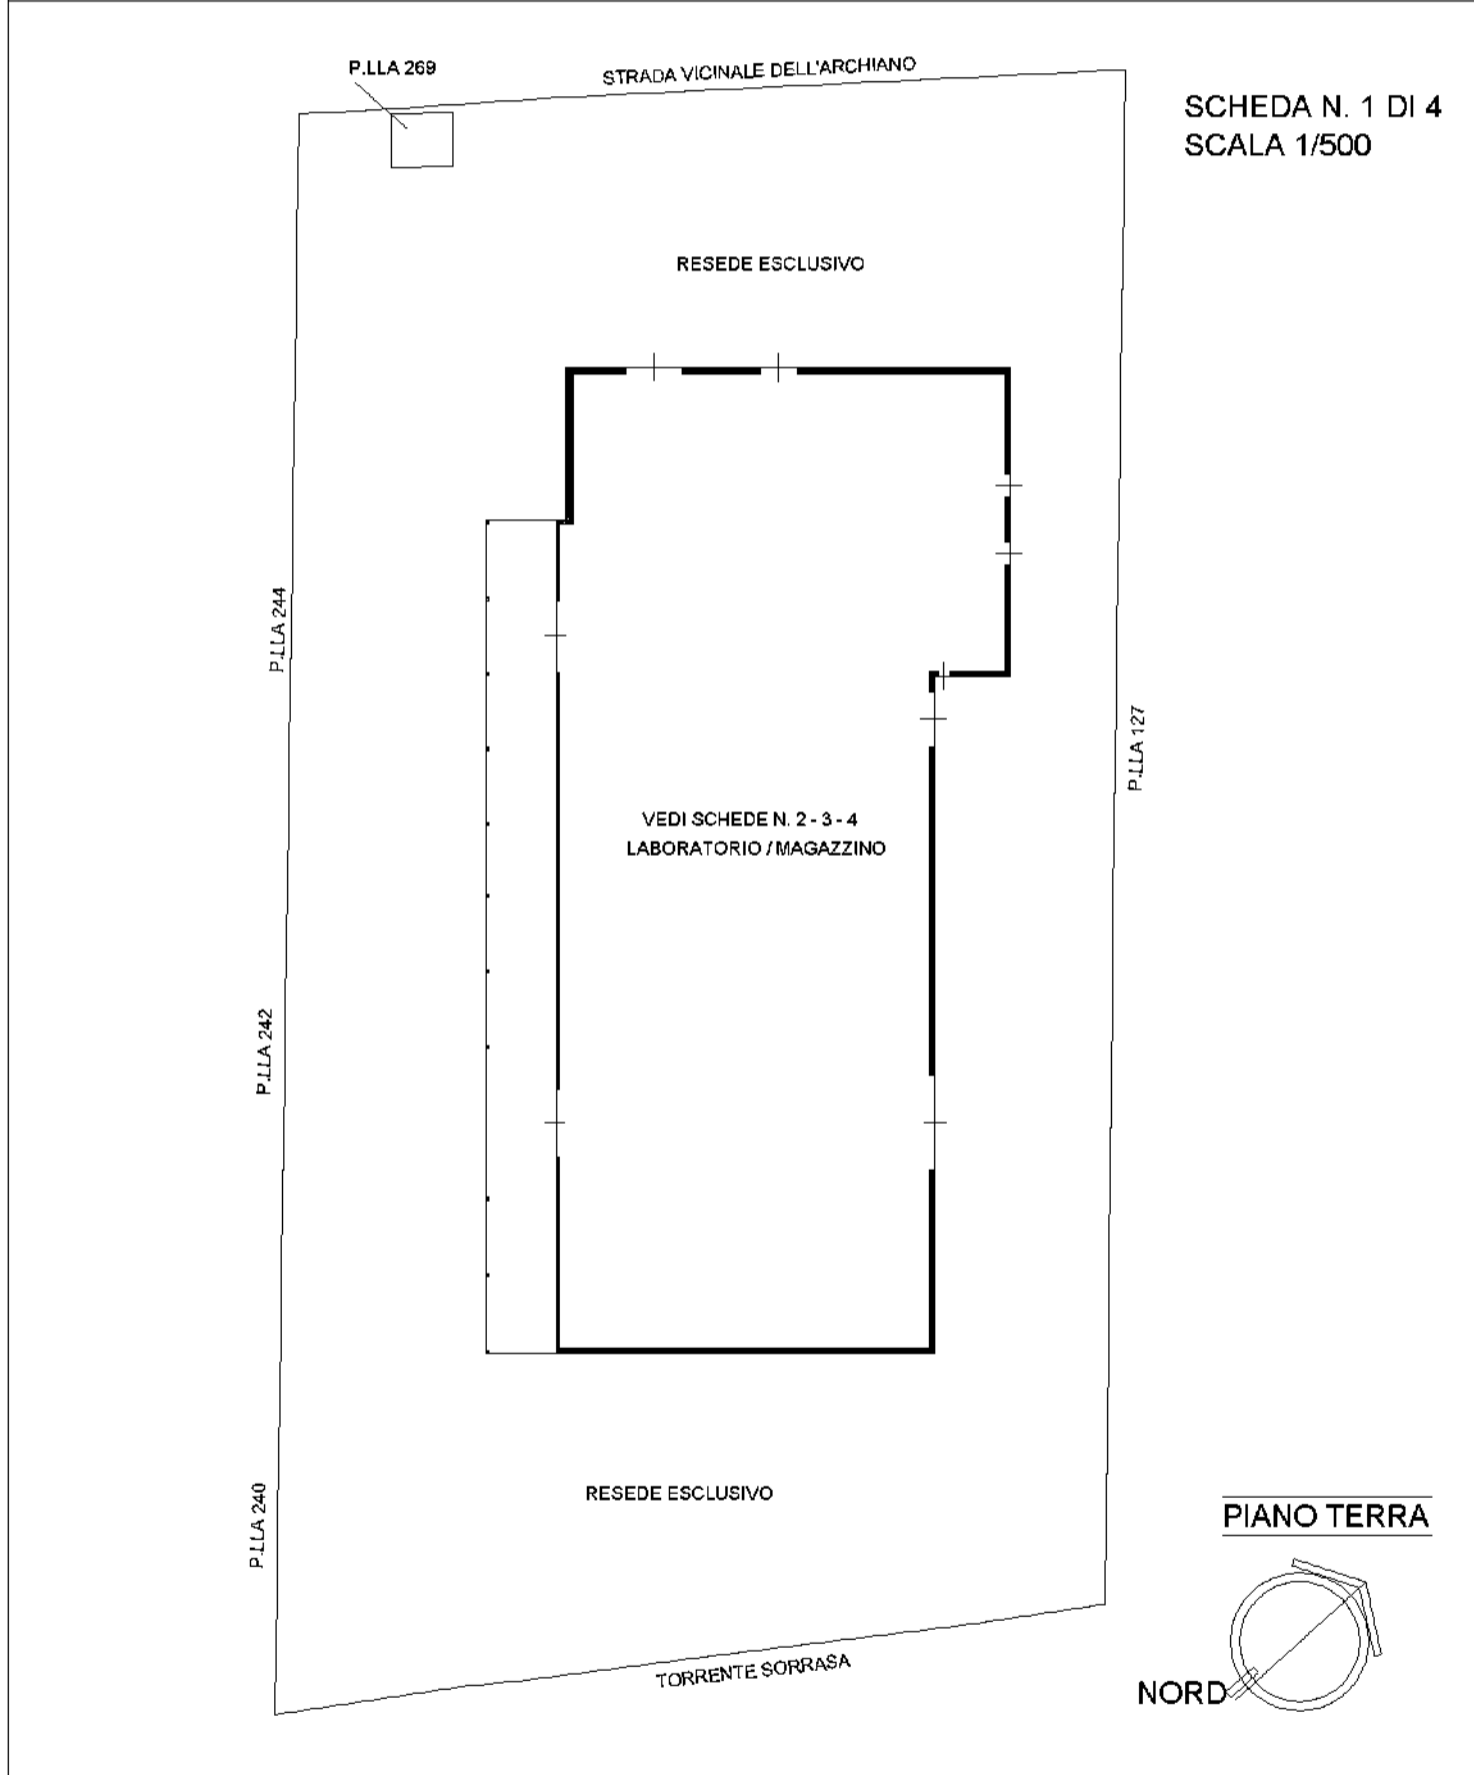 P.LLA 269
STRADA VICINALE DELL'ARCHIANO
SCHEDA N. 1 DI 4
SCALA 1/500
RESEDE ESCLUSIVO
P.LLA 244
P.LLA 127
VEDI SCHEDE N. 2 - 3 - 4
LABORATORIO / MAGAZZINO
P.LLA 242
RESEDE ESCLUSIVO
P.LLA 240
PIANO TERRA
TORRENTE SORRASA
NORD